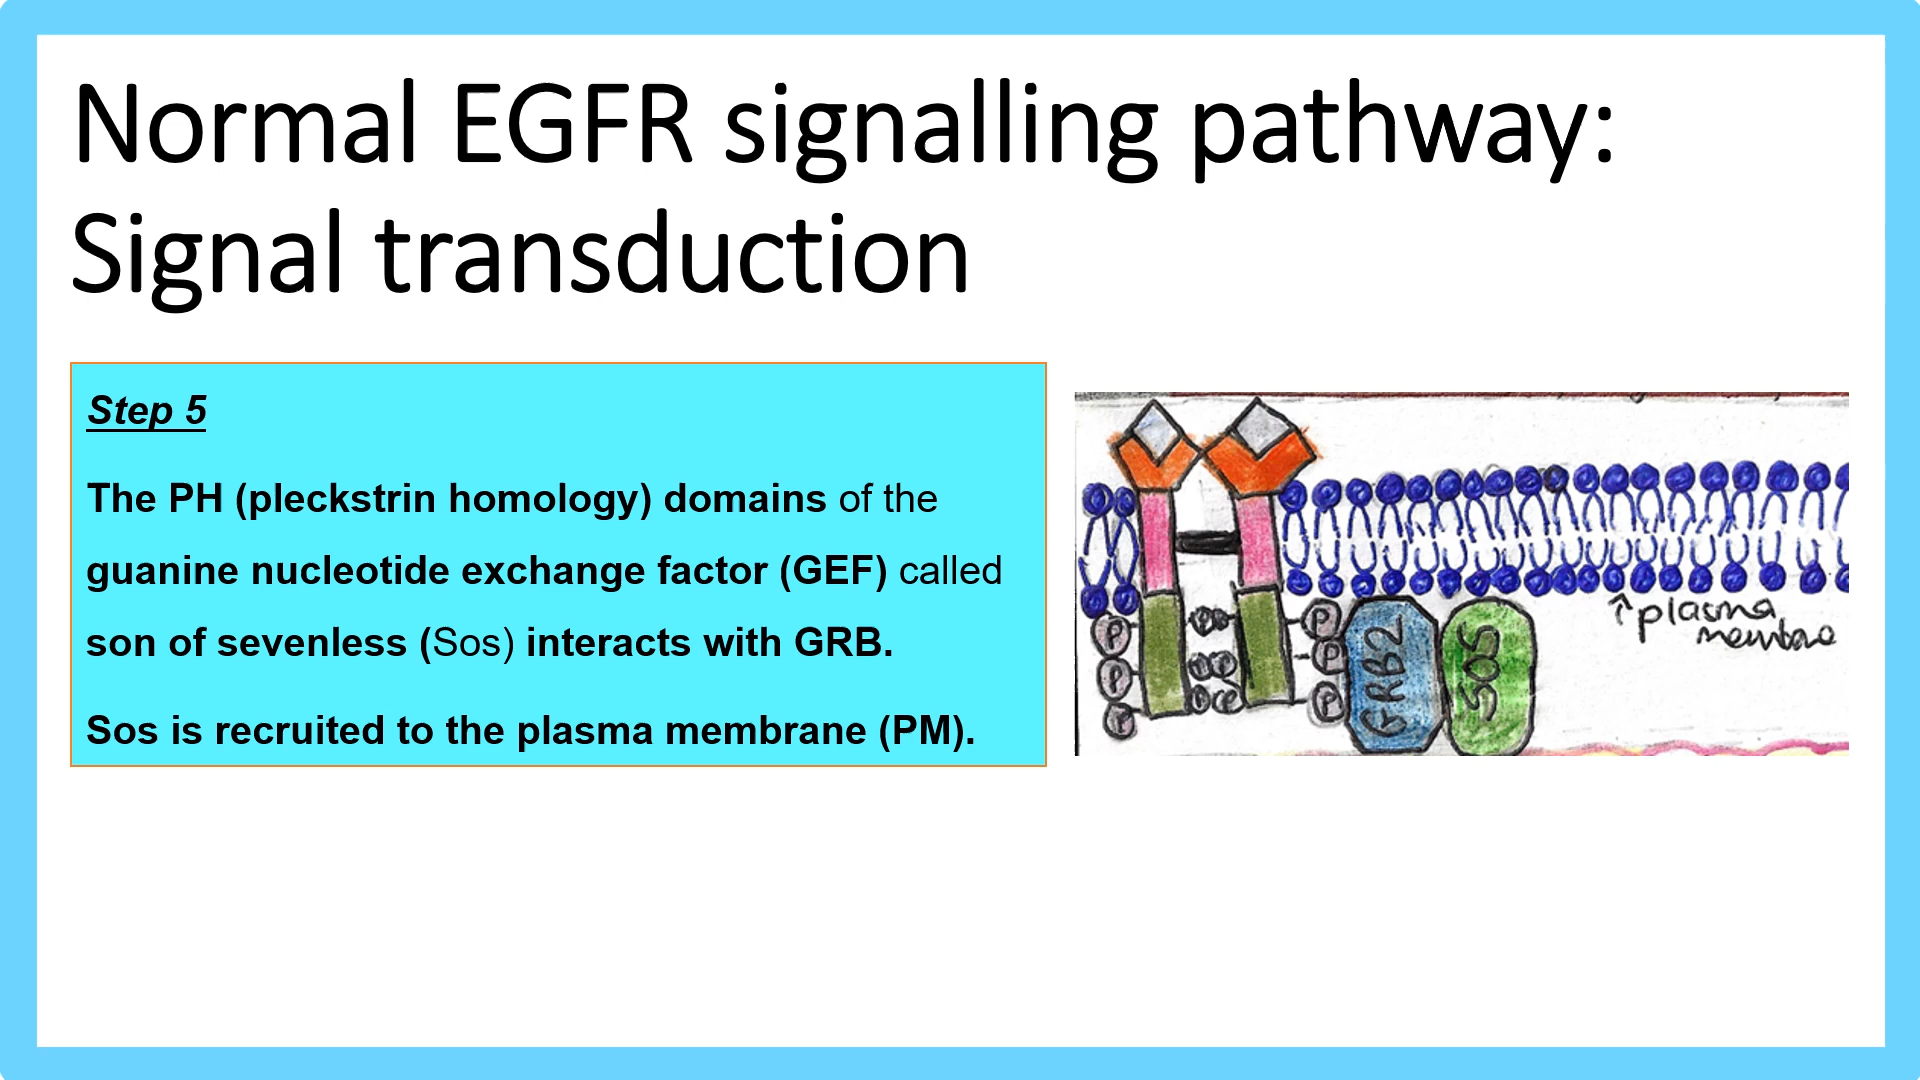 Normal EGFR signalling pathway:
Signal transduction
Step 5
The PH (pleckstrin homology) domains of the
guanine nucleotide exchange factor (GEF) called
son of sevenless (Sos) interacts with GRB.
Sos is recruited to the plasma membrane (PM).
P P
P P
P P
GRB2 SOS
↑ plasma